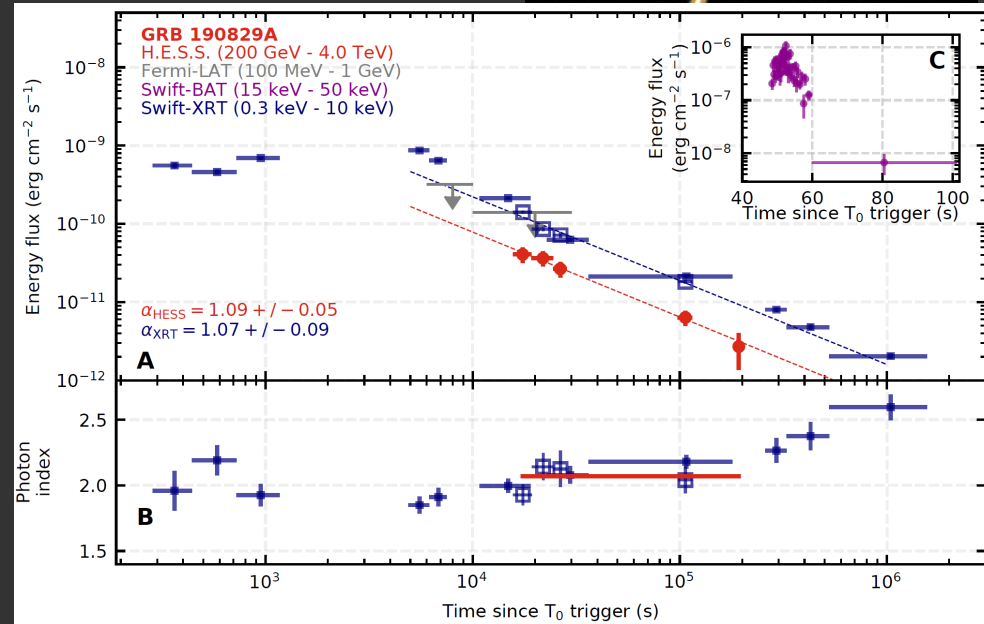 GRB 190829A
H.E.S.S. (200 GeV - 4.0 TeV)
Fermi-LAT (100 MeV - 1 GeV)
Swift-BAT (15 keV - 50 keV)
Swift-XRT (0.3 keV - 10 keV)
Energy flux (erg cm⁻² s⁻¹)
10⁻⁸
10⁻⁹
10⁻¹⁰
10⁻¹¹
10⁻¹²
α_HESS = 1.09 + / − 0.05
α_XRT = 1.07 + / − 0.09
A
C
Energy flux
(erg cm⁻² s⁻¹)
10⁻⁶
10⁻⁷
10⁻⁸
40 60 80 100
Time since T₀ trigger (s)
Photon
index
2.5
2.0
1.5
B
10³ 10⁴ 10⁵ 10⁶
Time since T₀ trigger (s)